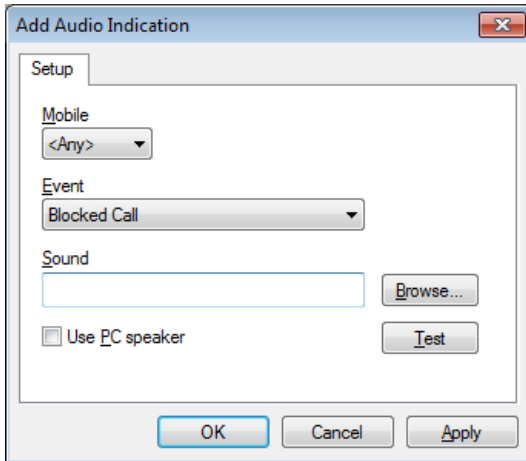 Add Audio Indication
Setup
Mobile
<Any>
Event
Blocked Call
Sound
Browse...
Use PC speaker
Test
OK
Cancel
Apply